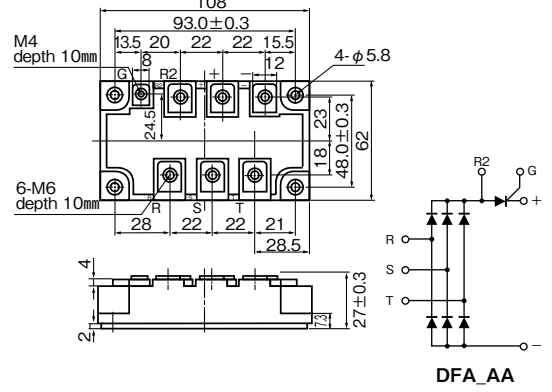 108
93.0±0.3
13.5 20 22 22 15.5
M4
depth 10mm
8
G R2 + − 12
4-φ5.8
24.5
23
18
48.0±0.3
62
6-M6
depth 10mm
R S T
28 22 22 21
28.5
4
2
7.3
27±0.3
R2 G
+
R
S
T
−
DFA_AA